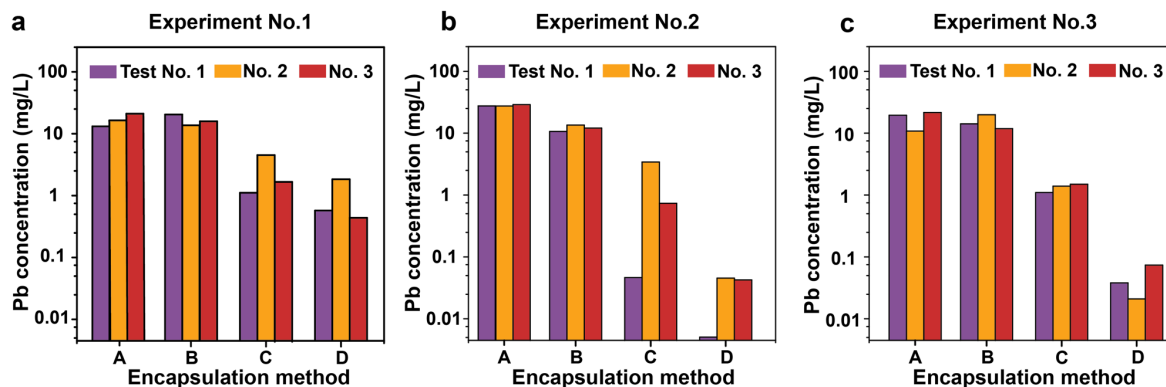 a
Experiment No.1
Pb concentration (mg/L)
100
10
1
0.1
0.01
Test No. 1 No. 2 No. 3
A B C D
Encapsulation method
b
Experiment No.2
Pb concentration (mg/L)
100
10
1
0.1
0.01
Test No. 1 No. 2 No. 3
A B C D
Encapsulation method
c
Experiment No.3
Pb concentration (mg/L)
100
10
1
0.1
0.01
Test No. 1 No. 2 No. 3
A B C D
Encapsulation method